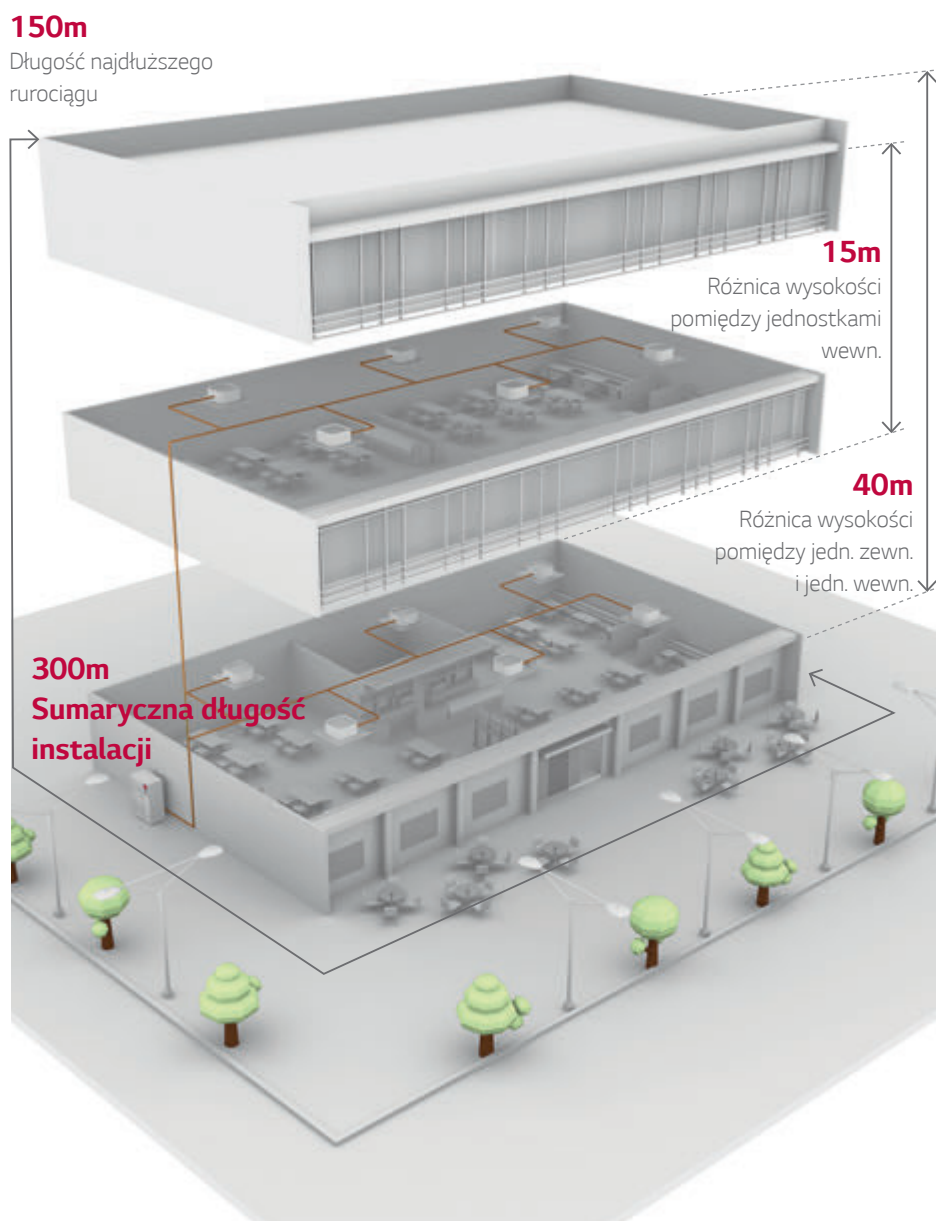 150m
Długość najdłuższego
rurociągu
15m
Różnica wysokości
pomiędzy jednostkami
wewn.
40m
Różnica wysokości
pomiędzy jedn. zewn.
i jedn. wewn.
300m
Sumaryczna długość
instalacji